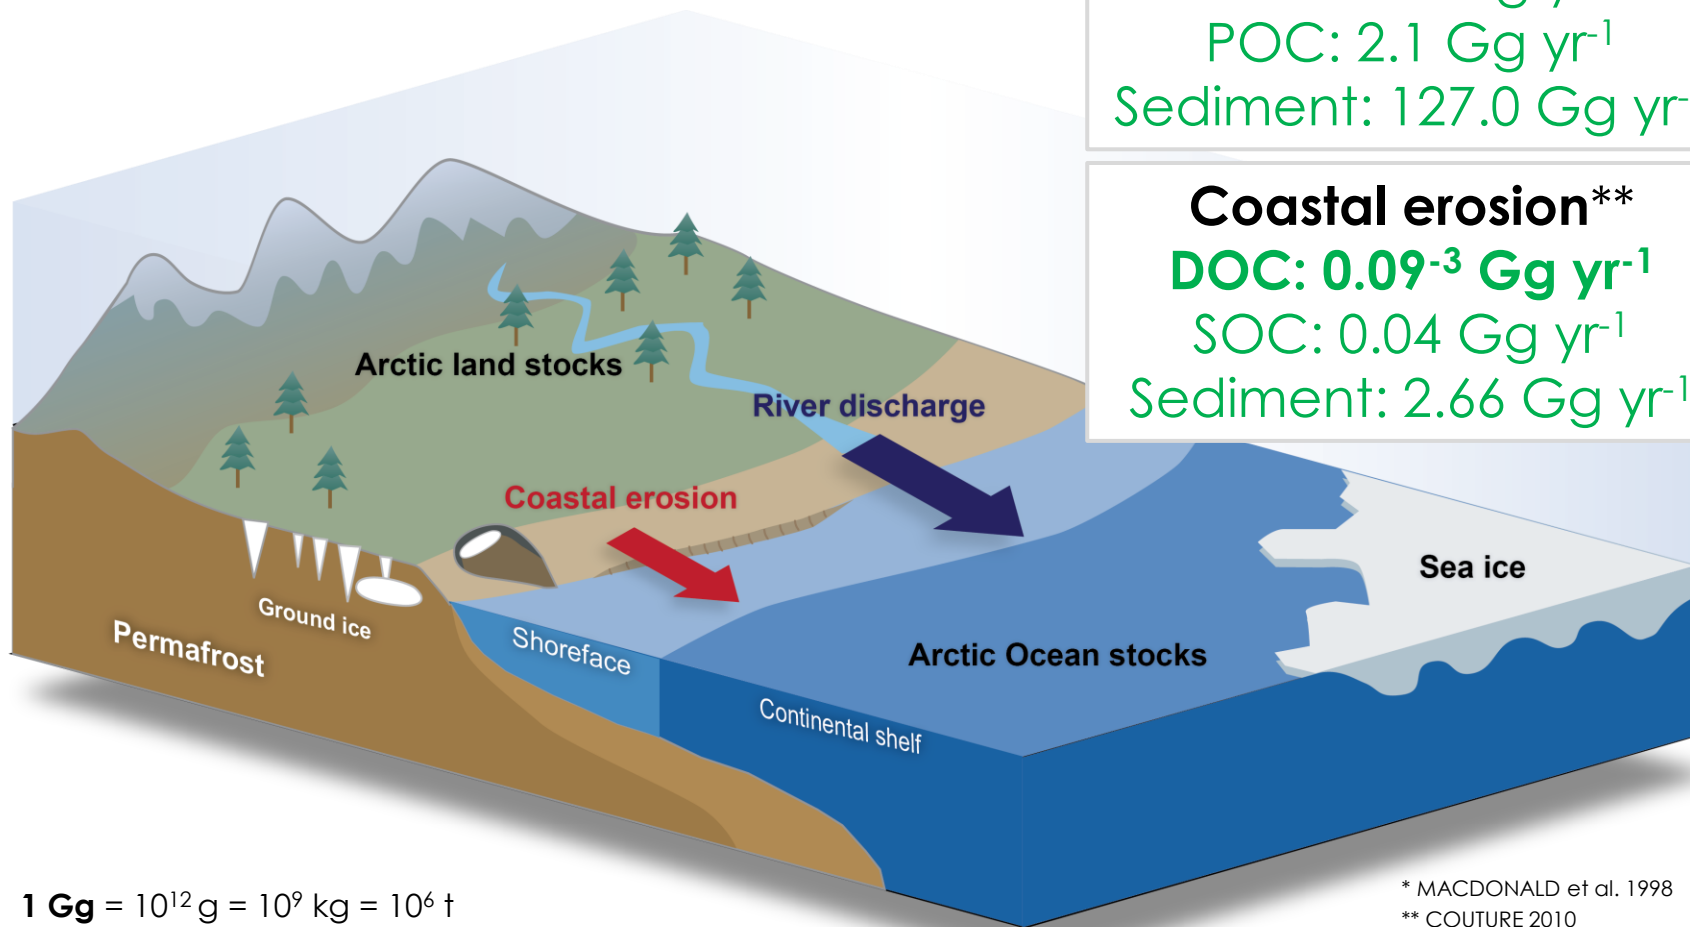 POC: 2.1 Gg yr⁻¹
Sediment: 127.0 Gg yr⁻
Coastal erosion**
DOC: 0.09⁻³ Gg yr⁻¹
SOC: 0.04 Gg yr⁻¹
Sediment: 2.66 Gg yr⁻¹
Arctic land stocks
River discharge
Coastal erosion
Sea ice
Ground ice
Permafrost
Shoreface
Arctic Ocean stocks
Continental shelf
1 Gg = 10¹² g = 10⁹ kg = 10⁶ t
* MACDONALD et al. 1998
** COUTURE 2010